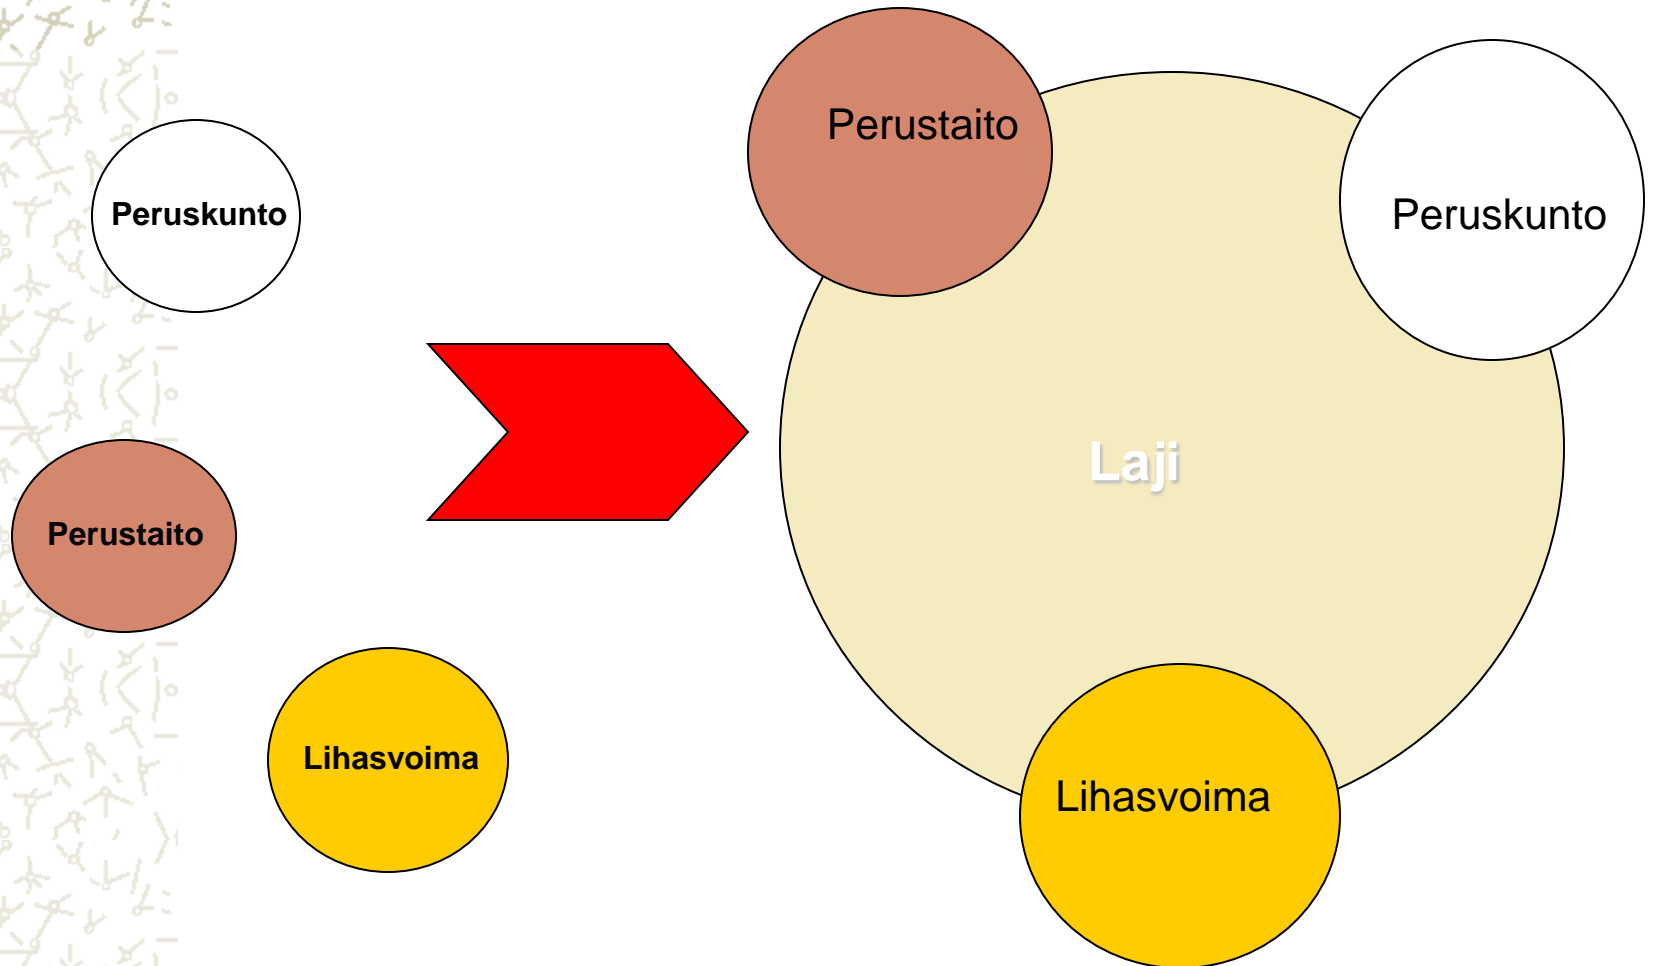 Peruskunto
Perustaito
Lihasvoima
Perustaito
Peruskunto
Laji
Lihasvoima